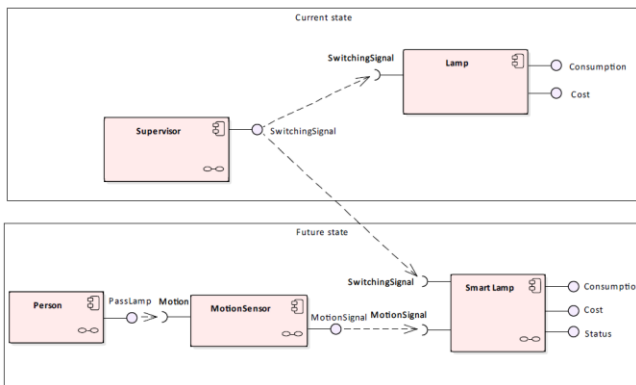 Current state
SwitchingSignal
Lamp
Consumption
Cost
Supervisor
SwitchingSignal
Future state
SwitchingSignal
Smart Lamp
Consumption
Cost
Status
Person
PassLamp
Motion
MotionSensor
MotionSignal
MotionSignal